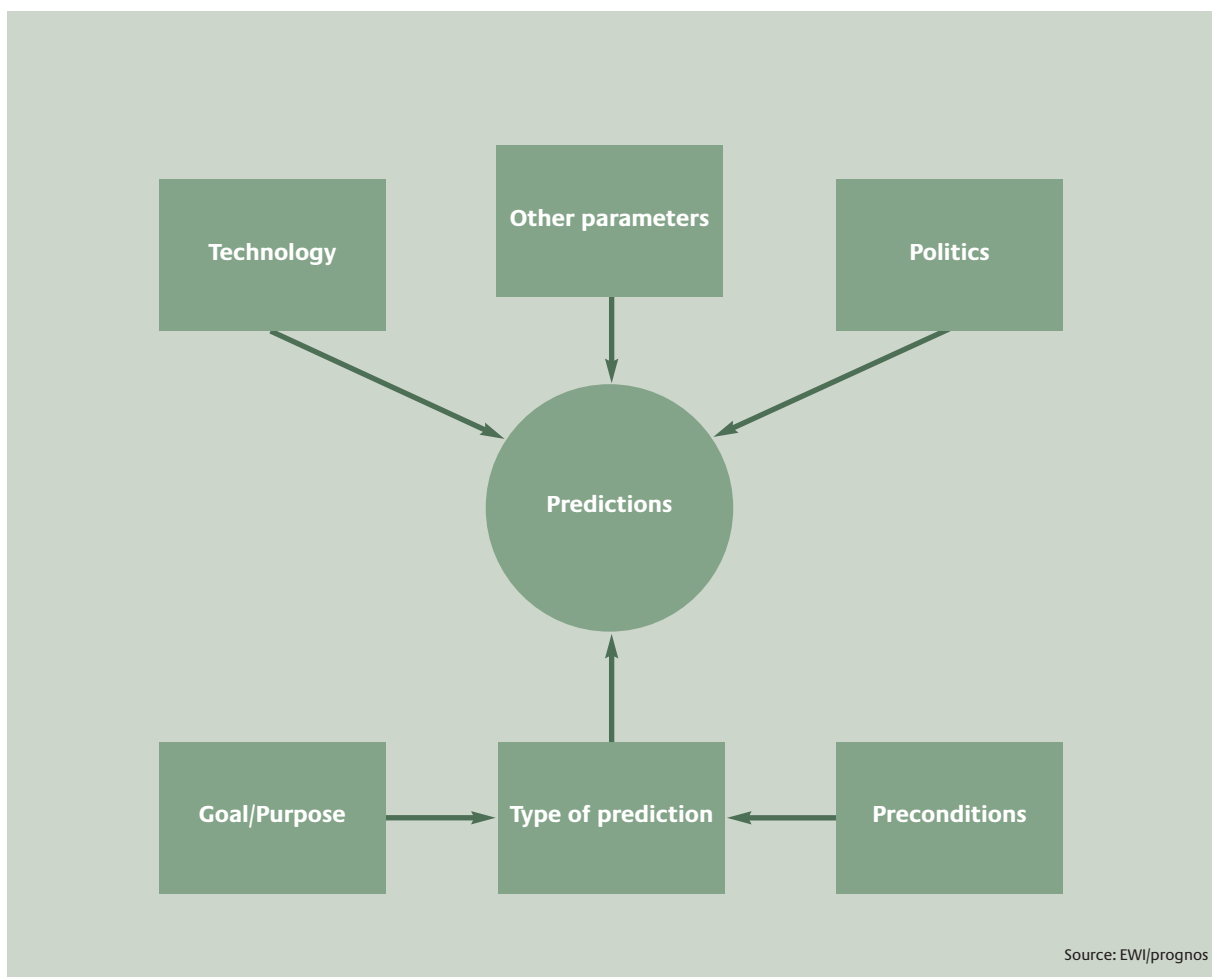 Other parameters
Technology
Politics
Predictions
Goal/Purpose
Type of prediction
Preconditions
Source: EWI/prognos